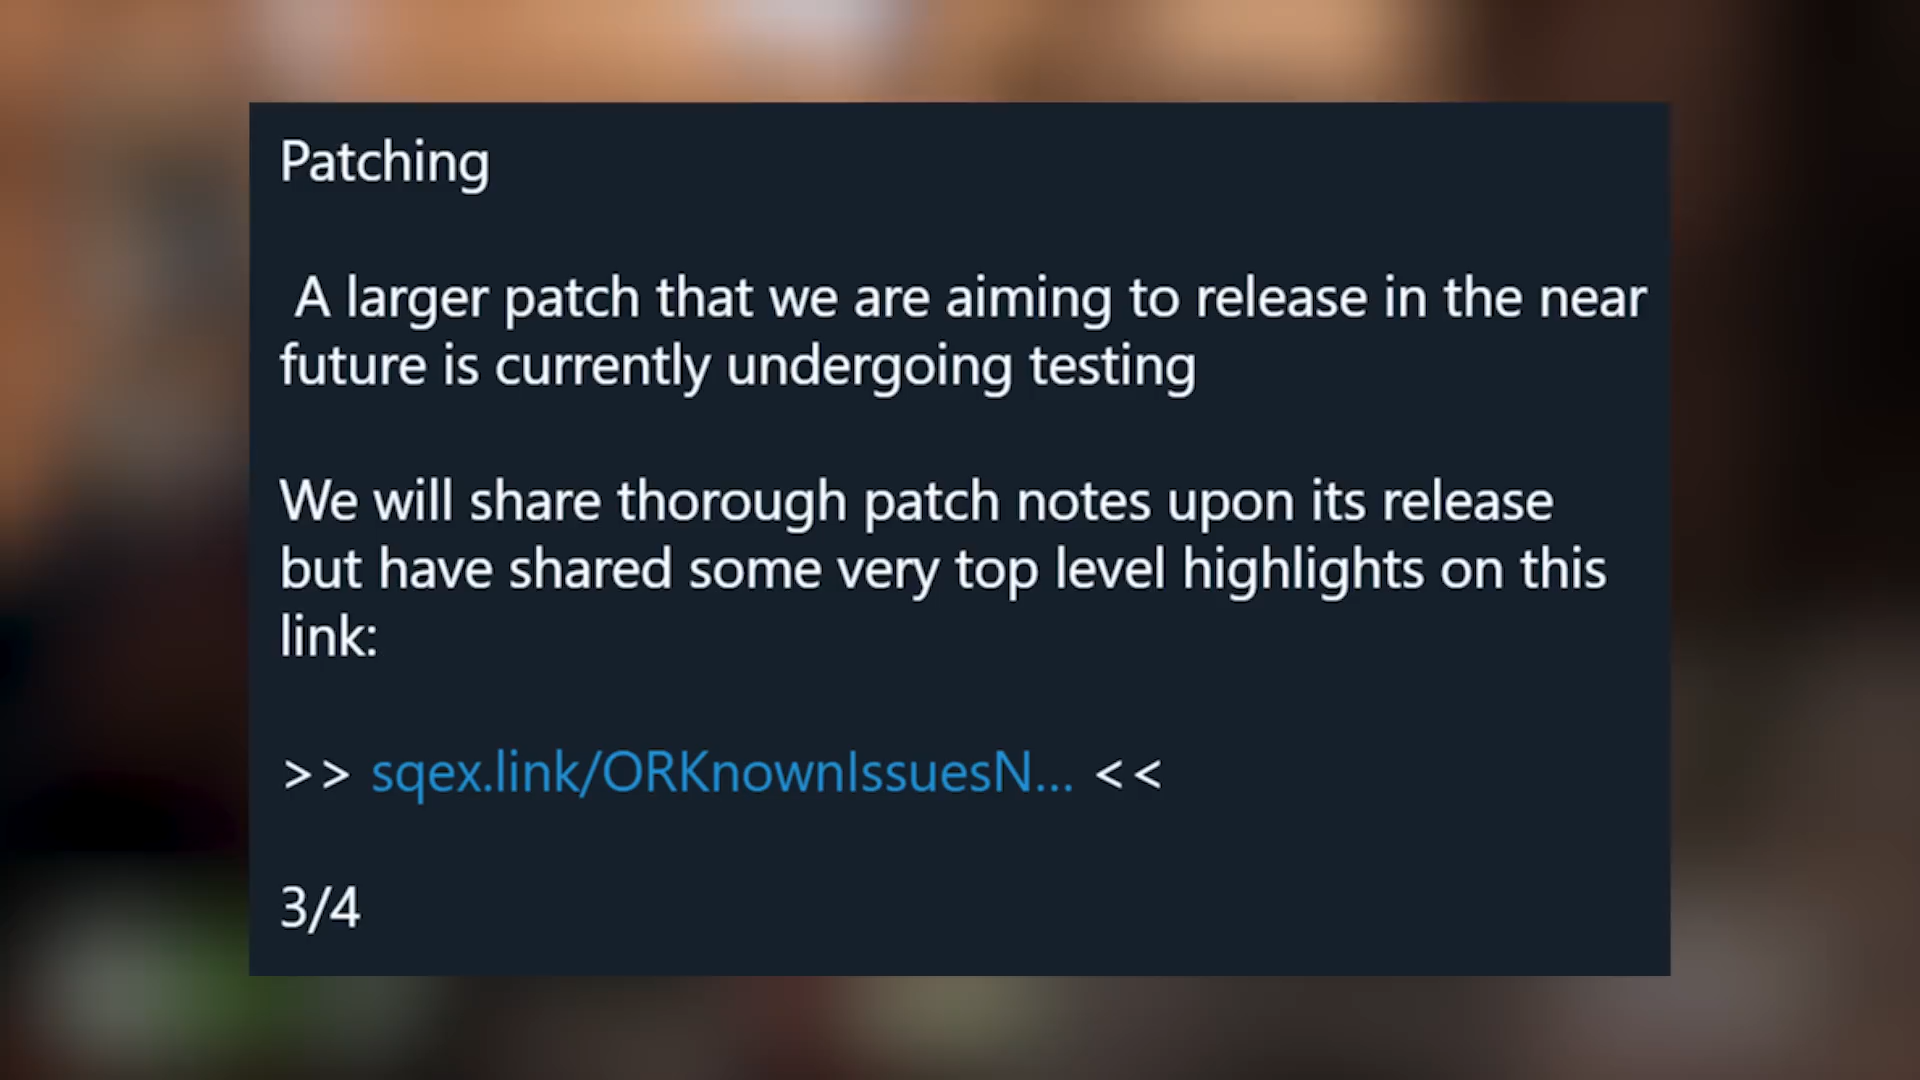 Patching
A larger patch that we are aiming to release in the near
future is currently undergoing testing
We will share thorough patch notes upon its release
but have shared some very top level highlights on this
link:
>> sqex.link/ORKnownIssuesN... <<
3/4